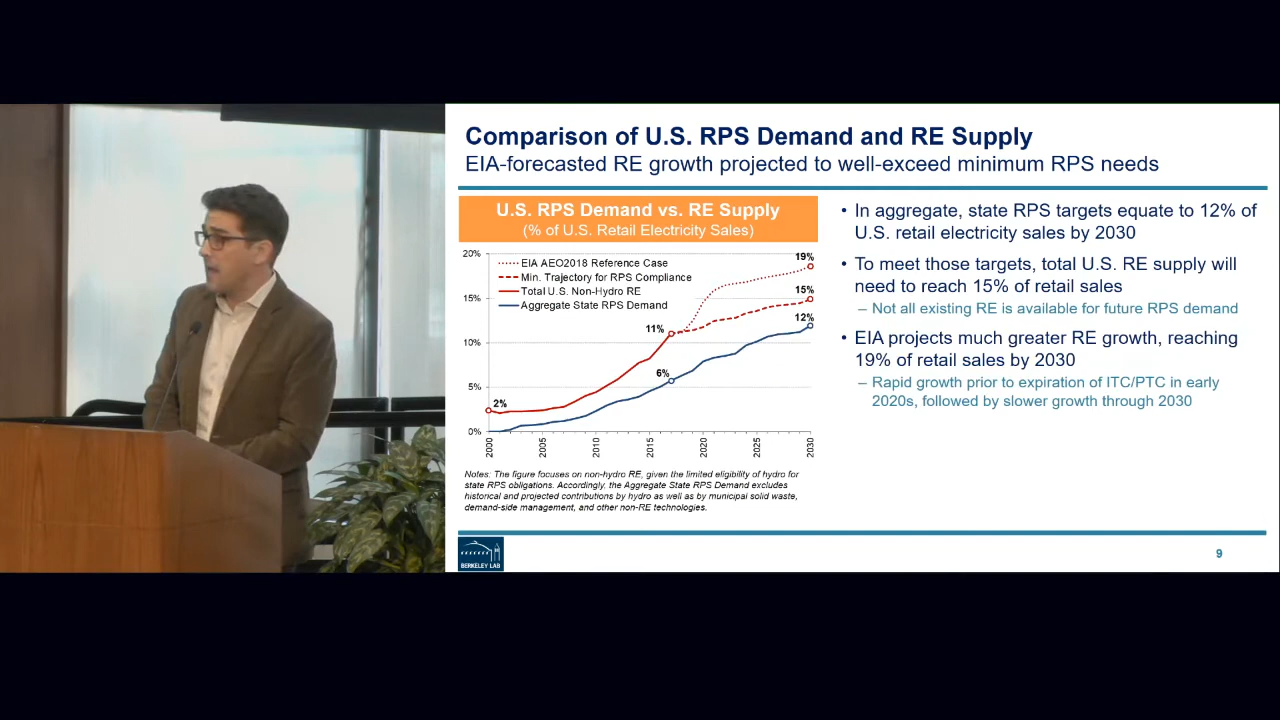 Comparison of U.S. RPS Demand and RE Supply
EIA-forecasted RE growth projected to well-exceed minimum RPS needs
U.S. RPS Demand vs. RE Supply
(% of U.S. Retail Electricity Sales)
20%
15%
10%
5%
0%
EIA AEO2018 Reference Case
Min. Trajectory for RPS Compliance
Total U.S. Non-Hydro RE
Aggregate State RPS Demand
19%
15%
12%
11%
6%
2%
2000
2005
2010
2015
2020
2025
2030
Notes: The figure focuses on non-hydro RE, given the limited eligibility of hydro for
state RPS obligations. Accordingly, the Aggregate State RPS Demand excludes
historical and projected contributions by hydro as well as by municipal solid waste,
demand-side management, and other non-RE technologies.
• In aggregate, state RPS targets equate to 12% of
U.S. retail electricity sales by 2030
• To meet those targets, total U.S. RE supply will
need to reach 15% of retail sales
– Not all existing RE is available for future RPS demand
• EIA projects much greater RE growth, reaching
19% of retail sales by 2030
– Rapid growth prior to expiration of ITC/PTC in early
2020s, followed by slower growth through 2030
BERKELEY LAB
9